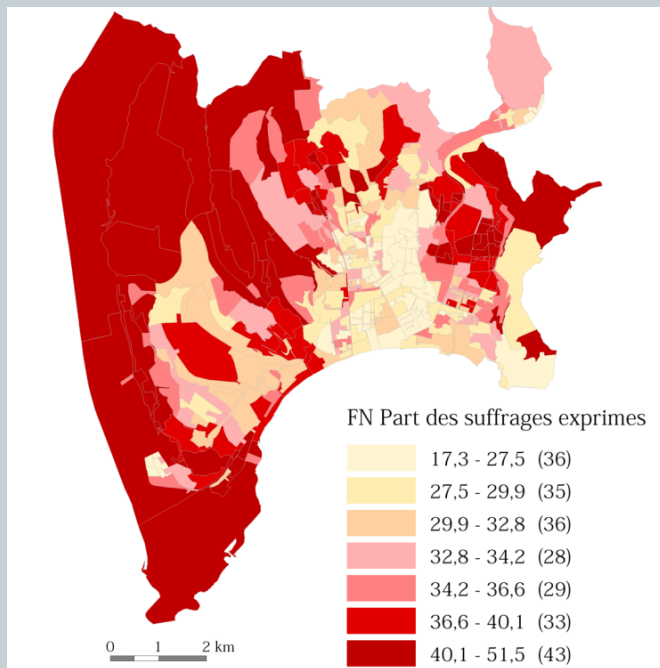 FN Part des suffrages exprimes
17,3 - 27,5 (36)
27,5 - 29,9 (35)
29,9 - 32,8 (36)
32,8 - 34,2 (28)
34,2 - 36,6 (29)
36,6 - 40,1 (33)
40,1 - 51,5 (43)
0 1 2 km